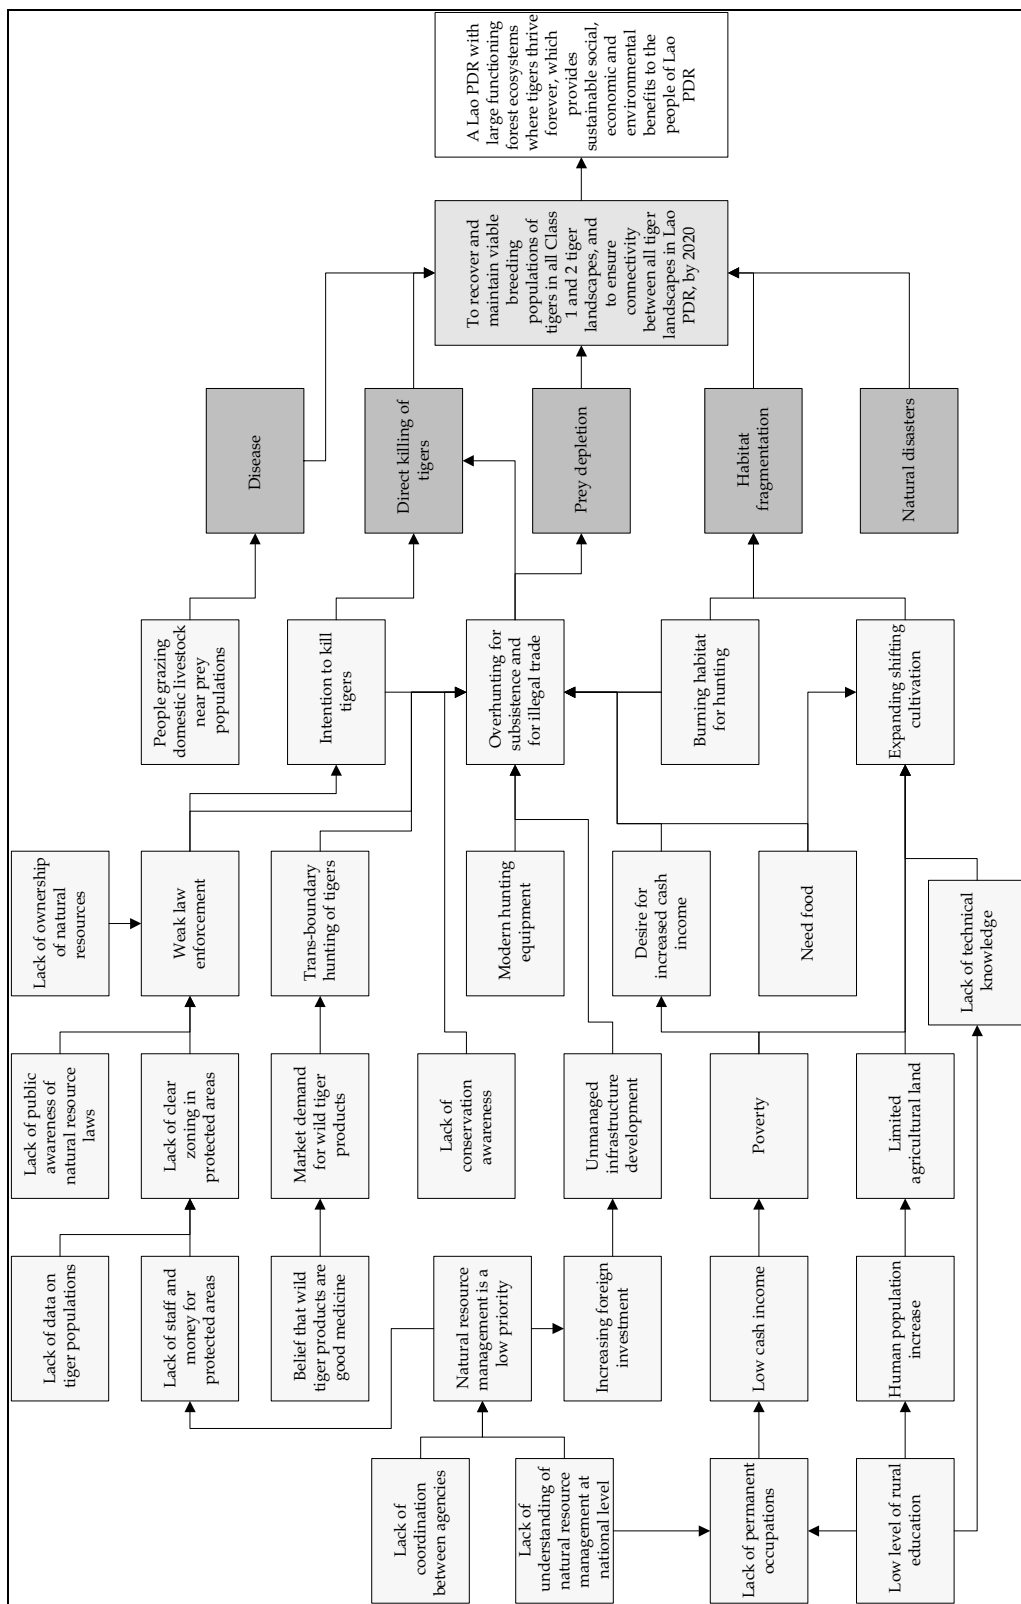 A Lao PDR with
large functioning
forest ecosystems
where tigers thrive
forever, which
provides
sustainable social,
economic and
environmental
benefits to the
people of Lao
PDR
To recover and
maintain viable
breeding
populations of
tigers in all Class
1 and 2 tiger
landscapes, and
to ensure
connectivity
between all tiger
landscapes in Lao
PDR, by 2020
Disease
Direct killing of
tigers
Prey depletion
Habitat
fragmentation
Natural disasters
People grazing
domestic livestock
near prey
populations
Intention to kill
tigers
Overhunting for
subsistence and
for illegal trade
Burning habitat
for hunting
Expanding shifting
cultivation
Lack of ownership
of natural
resources
Weak law
enforcement
Trans-boundary
hunting of tigers
Modern hunting
equipment
Desire for
increased cash
income
Need food
Lack of technical
knowledge
Lack of public
awareness of
natural resource
laws
Lack of clear
zoning in
protected areas
Market demand
for wild tiger
products
Lack of
conservation
awareness
Unmanaged
infrastructure
development
Poverty
Limited
agricultural land
Lack of data on
tiger populations
Lack of staff and
money for
protected areas
Belief that wild
tiger products are
good medicine
Natural resource
management is a
low priority
Increasing foreign
investment
Low cash income
Human population
increase
Lack of
coordination
between agencies
Lack of
understanding of
natural resource
management at
national level
Lack of permanent
occupations
Low level of rural
education